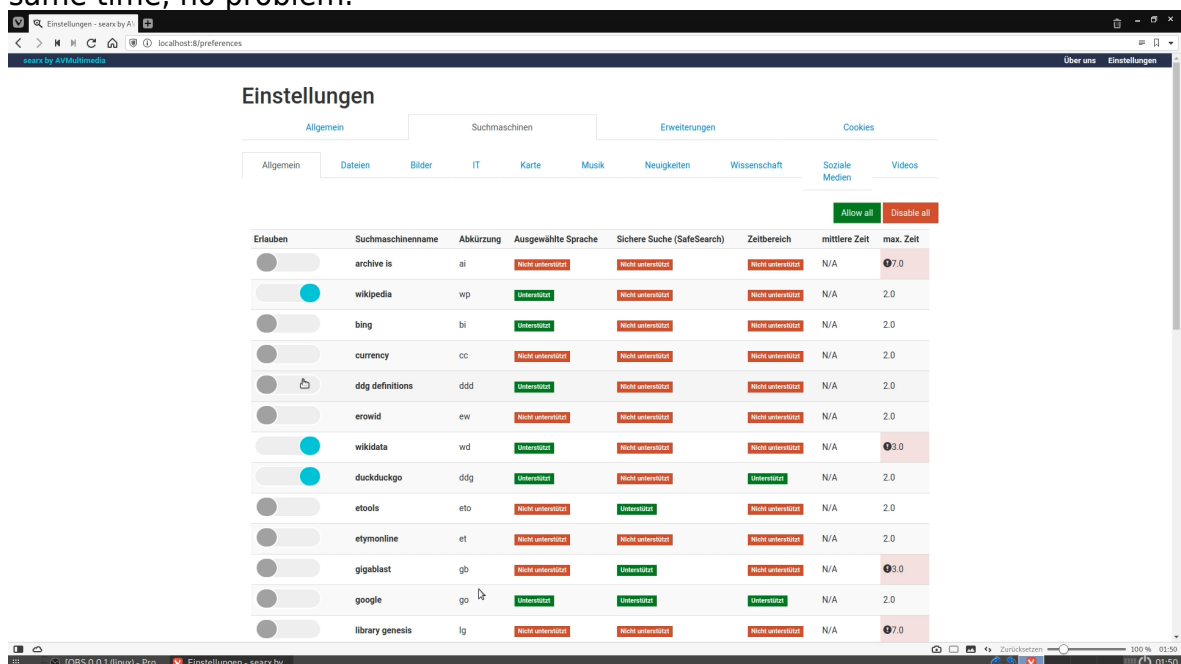 same time, no problem.
Einstellungen - searx by AV
localhost:8/preferences
searx by AVMultimedia Über uns Einstellungen
Einstellungen
Allgemein Suchmaschinen Erweiterungen Cookies
Allgemein Dateien Bilder IT Karte Musik Neuigkeiten Wissenschaft Soziale Medien Videos
Allow all Disable all
Erlauben Suchmaschinenname Abkürzung Ausgewählte Sprache Sichere Suche (SafeSearch) Zeitbereich mittlere Zeit max. Zeit
archive is ai Nicht unterstützt Nicht unterstützt Nicht unterstützt N/A 7.0
wikipedia wp Unterstützt Nicht unterstützt Nicht unterstützt N/A 2.0
bing bi Unterstützt Nicht unterstützt Nicht unterstützt N/A 2.0
currency cc Nicht unterstützt Nicht unterstützt Nicht unterstützt N/A 2.0
ddg definitions ddd Unterstützt Nicht unterstützt Nicht unterstützt N/A 2.0
erowid ew Nicht unterstützt Nicht unterstützt Nicht unterstützt N/A 2.0
wikidata wd Unterstützt Nicht unterstützt Nicht unterstützt N/A 3.0
duckduckgo ddg Unterstützt Nicht unterstützt Unterstützt N/A 2.0
etools eto Nicht unterstützt Unterstützt Nicht unterstützt N/A 2.0
etymonline et Nicht unterstützt Nicht unterstützt Nicht unterstützt N/A 2.0
gigablast gb Nicht unterstützt Unterstützt Nicht unterstützt N/A 3.0
google go Unterstützt Unterstützt Unterstützt N/A 2.0
library genesis lg Nicht unterstützt Nicht unterstützt Nicht unterstützt N/A 7.0
Zurücksetzen 100 % 01:50
[OBS 0.0.1 (linux) - Pro Einstellungen - searx by 01:50